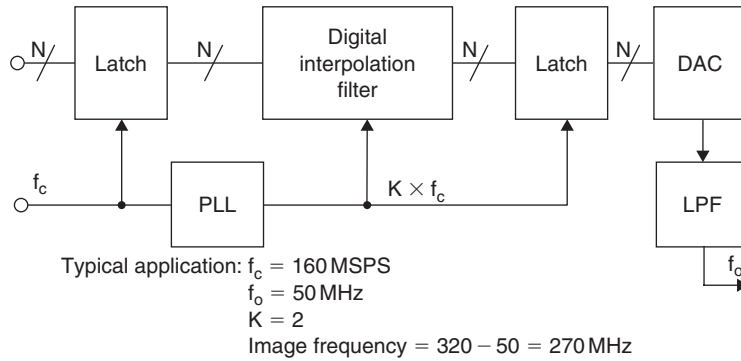 N N Digital interpolation filter N N
Latch Latch DAC
f_c K × f_c
PLL LPF
f_o
Typical application: f_c = 160 MSPS
f_o = 50 MHz
K = 2
Image frequency = 320 − 50 = 270 MHz